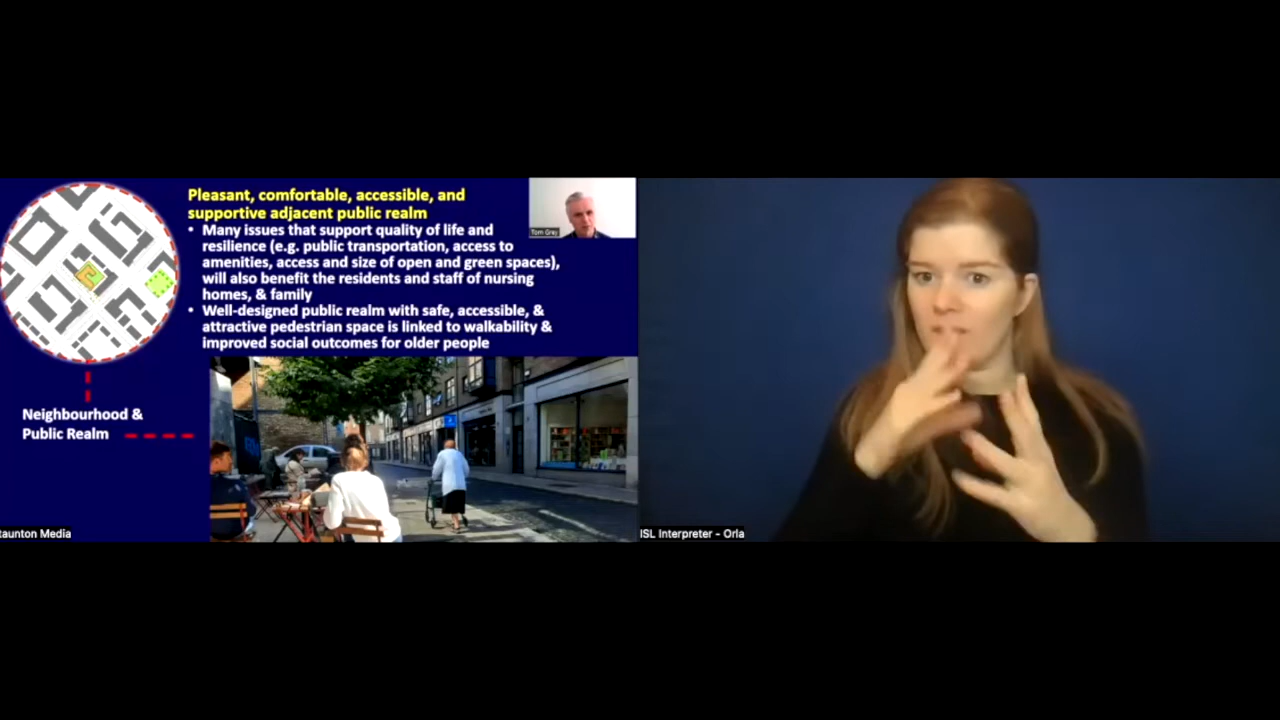 Pleasant, comfortable, accessible, and
supportive adjacent public realm
• Many issues that support quality of life and
resilience (e.g. public transportation, access to
amenities, access and size of open and green spaces),
will also benefit the residents and staff of nursing
homes, & family
• Well-designed public realm with safe, accessible, &
attractive pedestrian space is linked to walkability &
improved social outcomes for older people
Tom Grey
Neighbourhood &
Public Realm
taunton Media
ISL Interpreter - Orla